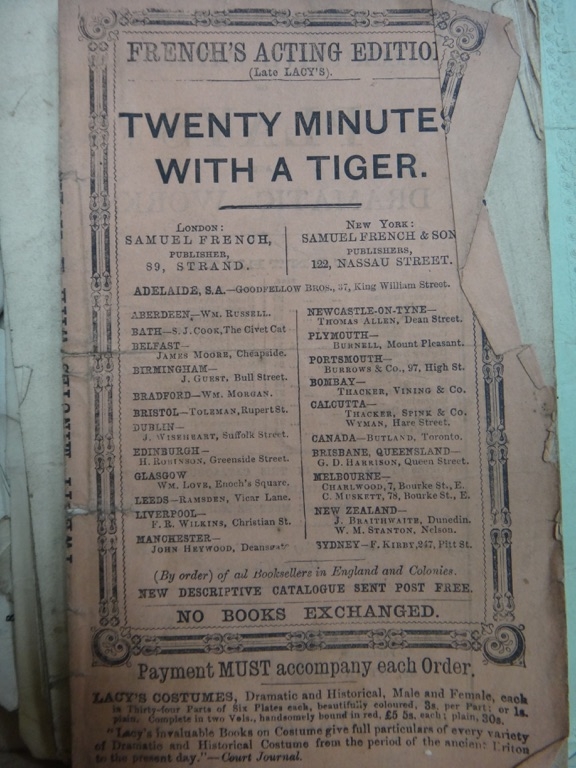 FRENCH'S ACTING EDITION
(Late LACY'S).
TWENTY MINUTES
WITH A TIGER.
LONDON:
SAMUEL FRENCH,
PUBLISHER,
89, STRAND.
NEW YORK:
SAMUEL FRENCH & SON
PUBLISHERS,
122, NASSAU STREET.
ADELAIDE, S.A.—GOODFELLOW BROS., 37, King William Street.
ABERDEEN,—WM. RUSSELL.
BATH—S. J. COOK, The Civet Cat
BELFAST—
JAMES MOORE, Cheapside.
BIRMINGHAM—
J. GUEST, Bull Street.
BRADFORD—WM. MORGAN.
BRISTOL—TOLEMAN, Rupert St.
DUBLIN—
J. WISEHEART, Suffolk Street.
EDINBURGH—
H. ROBINSON, Greenside Street.
GLASGOW
WM. LOVE, Enoch's Square.
LEEDS—RAMSDEN, Vicar Lane.
LIVERPOOL—
F. R. WILKINS, Christian St.
MANCHESTER—
JOHN HEYWOOD, Deansgate
NEWCASTLE-ON-TYNE—
THOMAS ALLEN, Dean Street.
PLYMOUTH—
BURNELL, Mount Pleasant.
PORTSMOUTH—
BURROWS & Co., 97, High St.
BOMBAY—
THACKER, VINING & Co.
CALCUTTA—
THACKER, SPINK & Co.
WYMAN, Hare Street.
CANADA—BUTLAND, Toronto.
BRISBANE, QUEENSLAND—
G. D. HARRISON, Queen Street.
MELBOURNE—
CHARLWOOD, 7, Bourke St., E.
C. MUSKETT, 78, Bourke St., E.
NEW ZEALAND—
J. BRAITHWAITE, Dunedin.
W. M. STANTON, Nelson.
SYDNEY—F. KIRBY, 247, Pitt St.
(By order) of all Booksellers in England and Colonies.
NEW DESCRIPTIVE CATALOGUE SENT POST FREE.
NO BOOKS EXCHANGED.
Payment MUST accompany each Order.
LACY'S COSTUMES, Dramatic and Historical, Male and Female, each
in Thirty-four Parts of Six Plates each, beautifully coloured, 3s. per Part; or 1s.
plain. Complete in two Vols., handsomely bound in red, £5 5s. each; plain, 30s.
"Lacy's Invaluable Books on Costume give full particulars of every variety
of Dramatic and Historical Costume from the period of the ancient Briton
to the present day."—Court Journal.